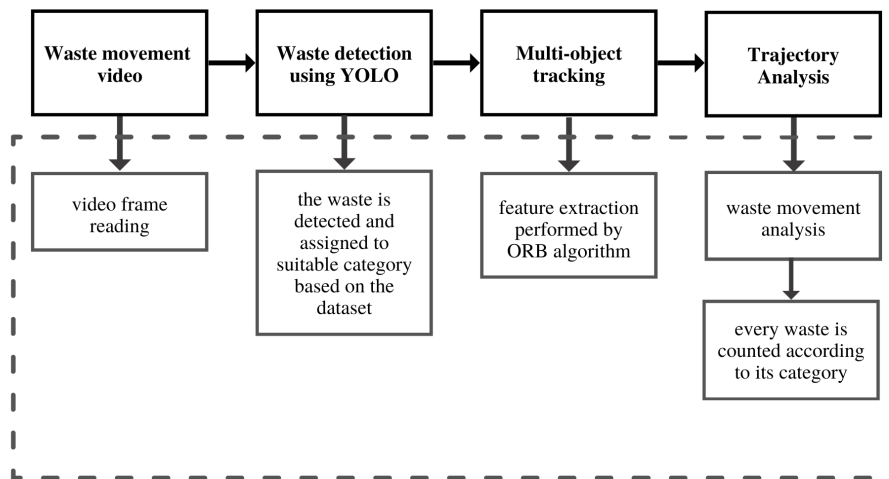 Waste movement
video
Waste detection
using YOLO
Multi-object
tracking
Trajectory
Analysis
video frame
reading
the waste is
detected and
assigned to
suitable category
based on the
dataset
feature extraction
performed by
ORB algorithm
waste movement
analysis
every waste is
counted according
to its category